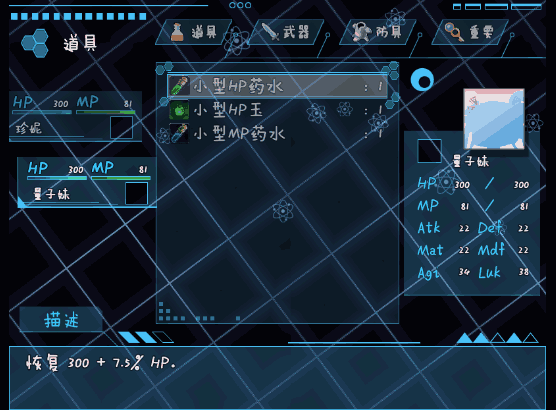 道具
道具 武器 防具 重要
HP 300 MP 81
珍妮
HP 300 MP 81
量子妹
小型HP药水 : 1
小型HP玉 : 1
小型MP药水 : 1
量子妹
HP 300 / 300
MP 81 / 81
Atk 22 Def 22
Mat 22 Mdf 22
Agi 34 Luk 38
描述
恢复 300 + 7.5% HP.